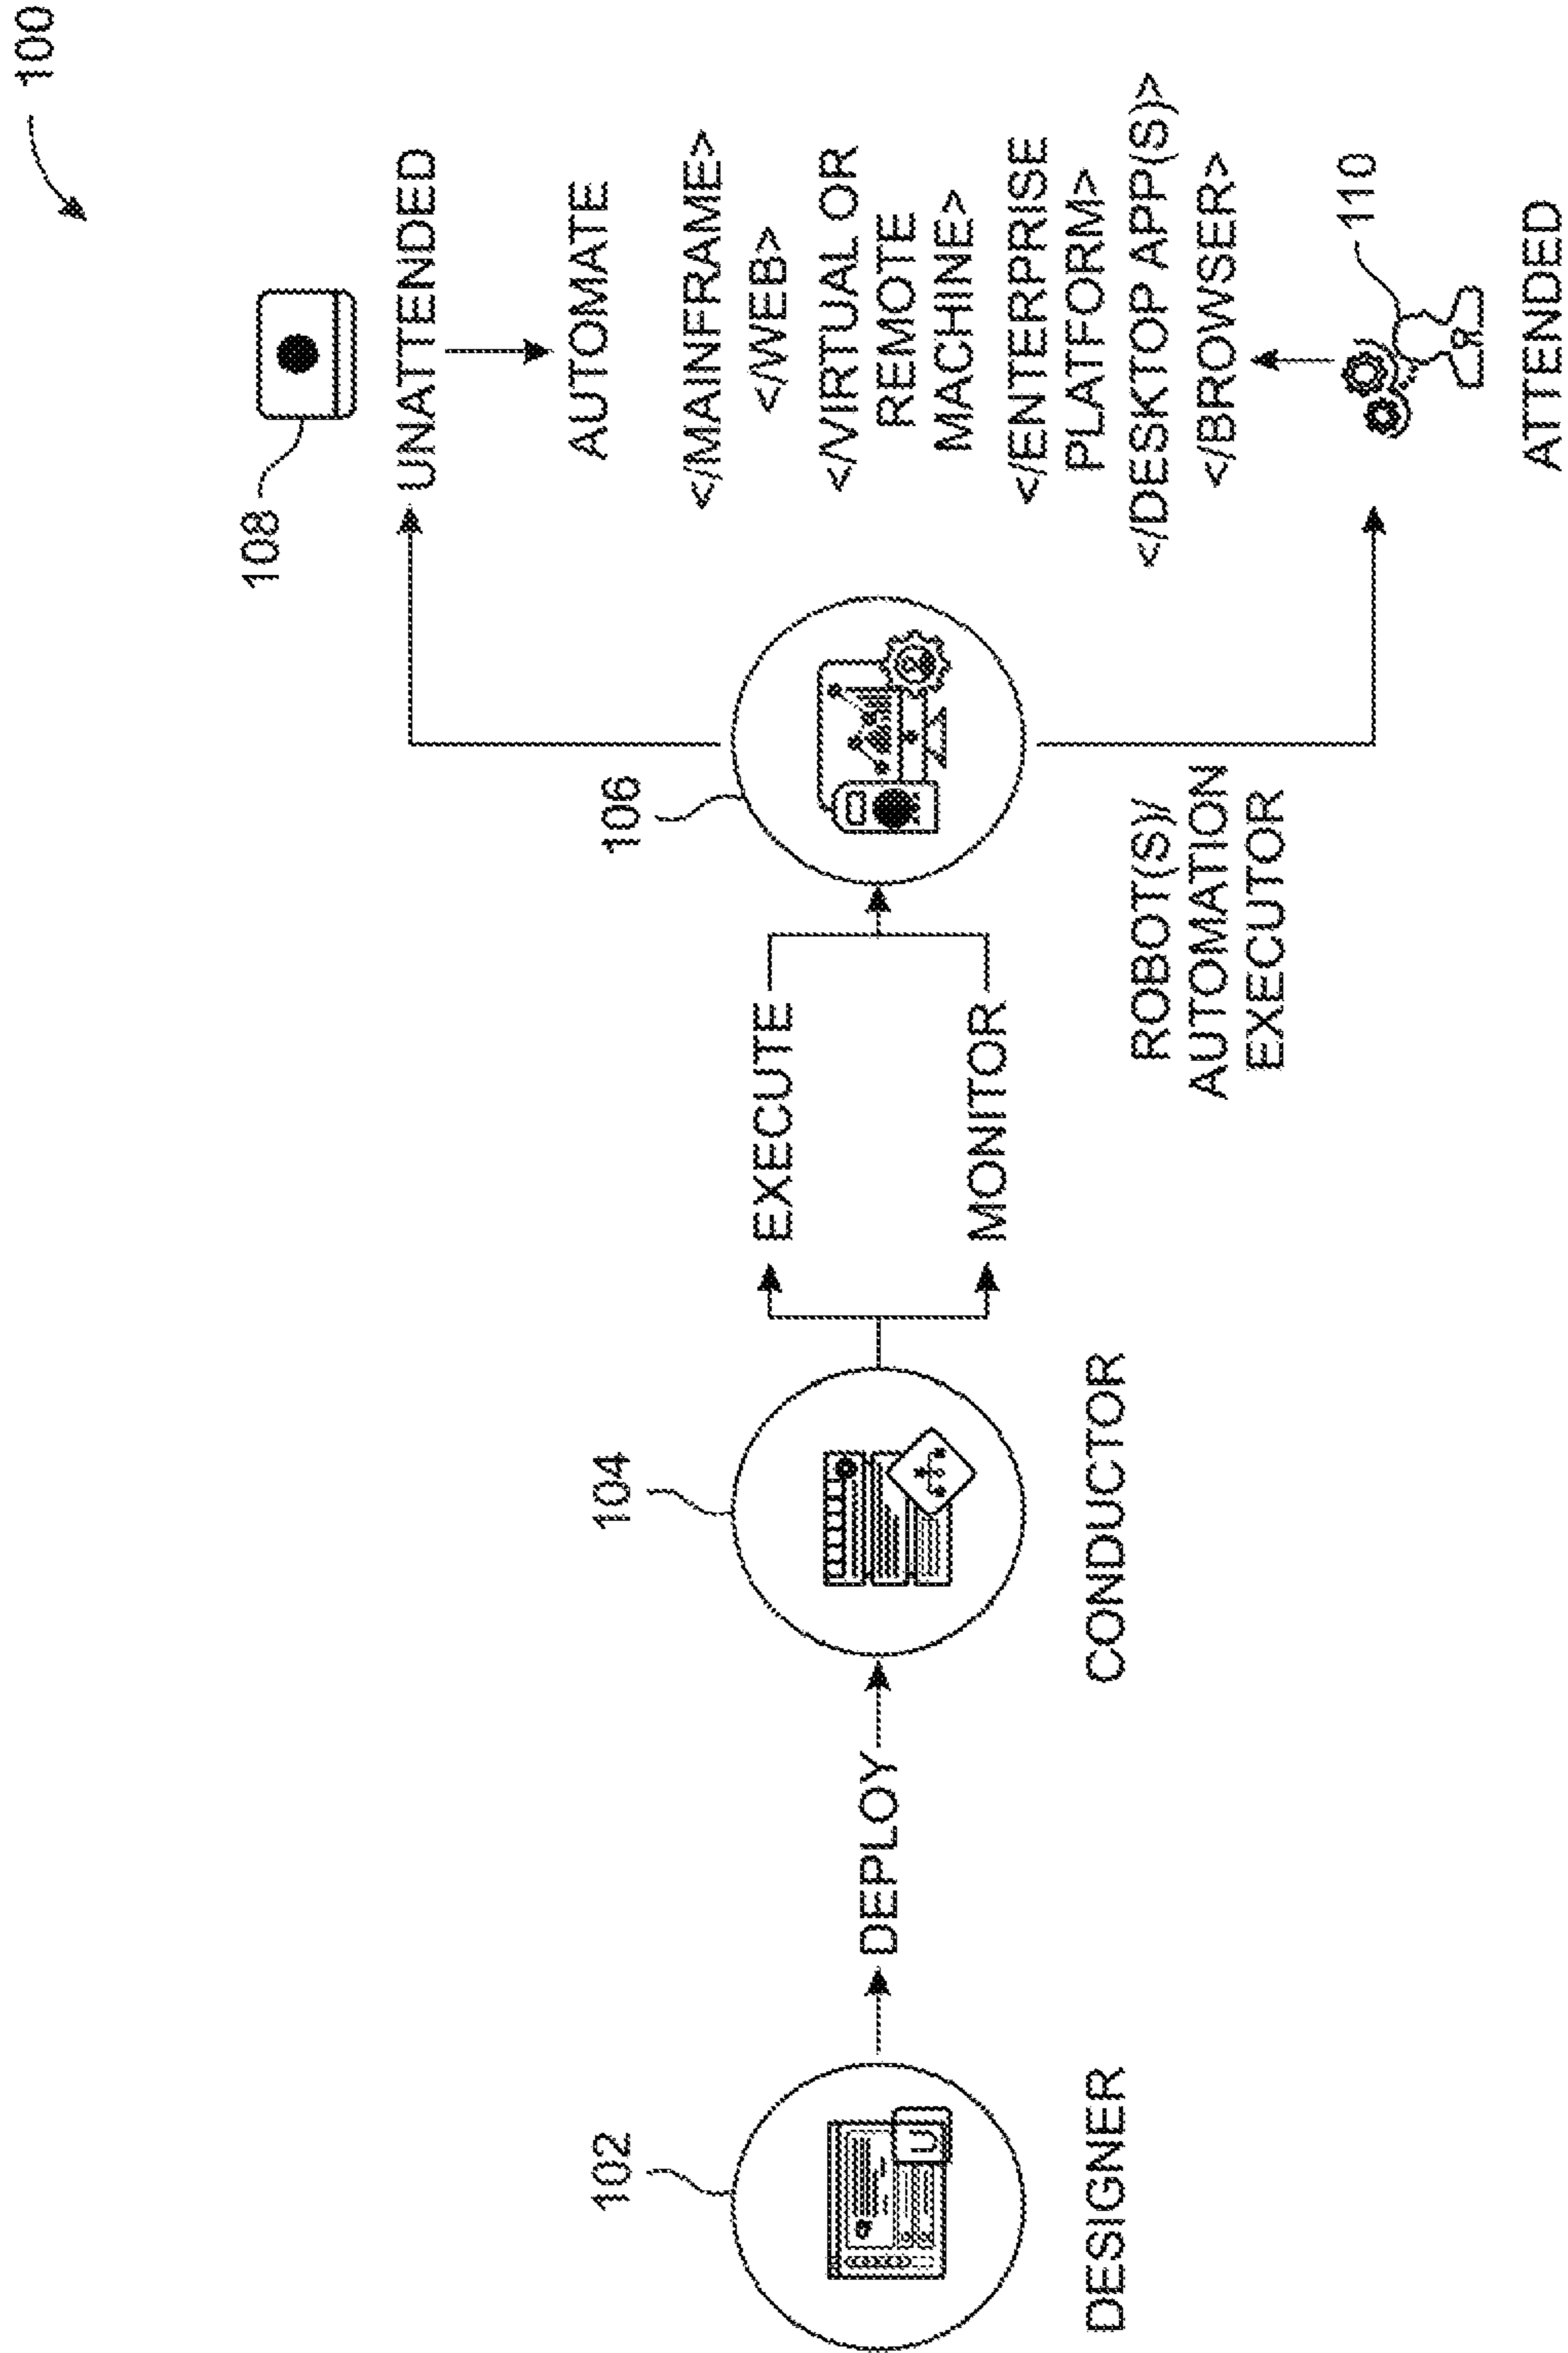 100
108
UNATTENDED
AUTOMATE
</MAINFRAME>
</WEB>
</VIRTUAL OR
REMOTE
MACHINE>
</ENTERPRISE
PLATFORM>
</DESKTOP APP(S)>
</BROWSER>
110
ATTENDED
102
DESIGNER
DEPLOY
104
CONDUCTOR
EXECUTE
MONITOR
106
ROBOT(S)/
AUTOMATION
EXECUTOR
U